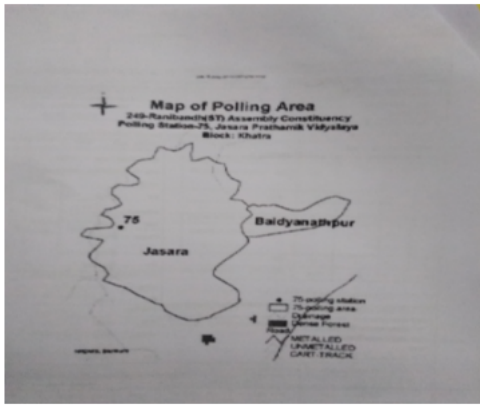 Map of Polling Area
249-Ranibandh(ST) Assembly Constituency
Polling Station-75, Jasara Prathamik Vidyalaya
Block: Khatra
75
Baidyanathpur
Jasara
75-polling station
75-polling area
Drainage
Dense Forest
Road
METALLED
UNMETALLED
CART-TRACK